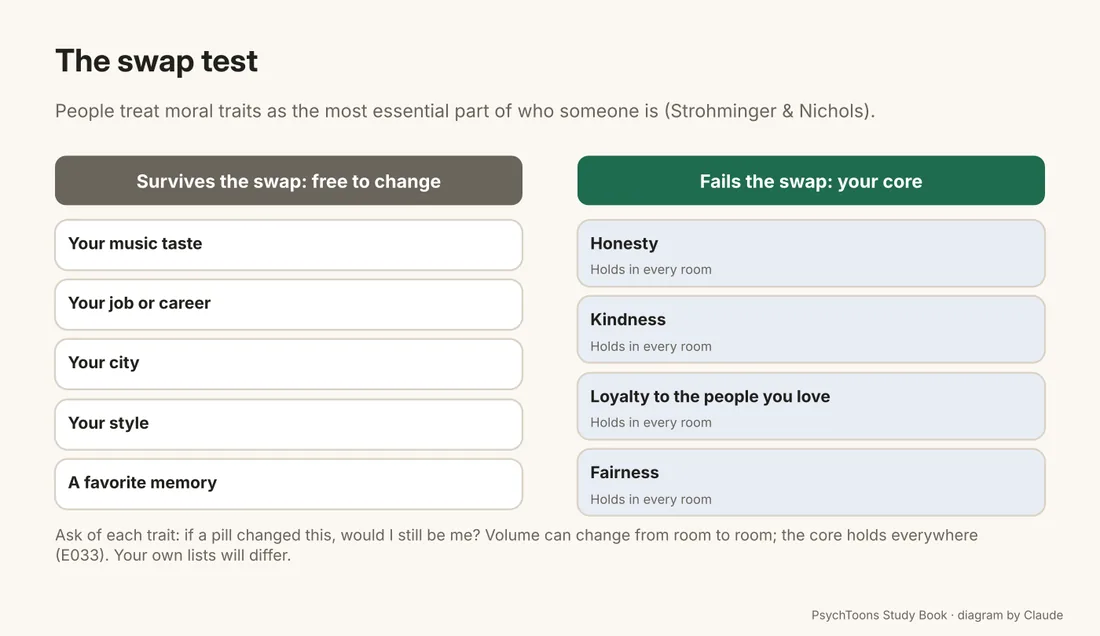 The swap test
People treat moral traits as the most essential part of who someone is (Strohminger & Nichols).
Survives the swap: free to change
Your music taste
Your job or career
Your city
Your style
A favorite memory
Fails the swap: your core
Honesty
Holds in every room
Kindness
Holds in every room
Loyalty to the people you love
Holds in every room
Fairness
Holds in every room
Ask of each trait: if a pill changed this, would I still be me? Volume can change from room to room; the core holds everywhere
(E033). Your own lists will differ.
PsychToons Study Book · diagram by Claude